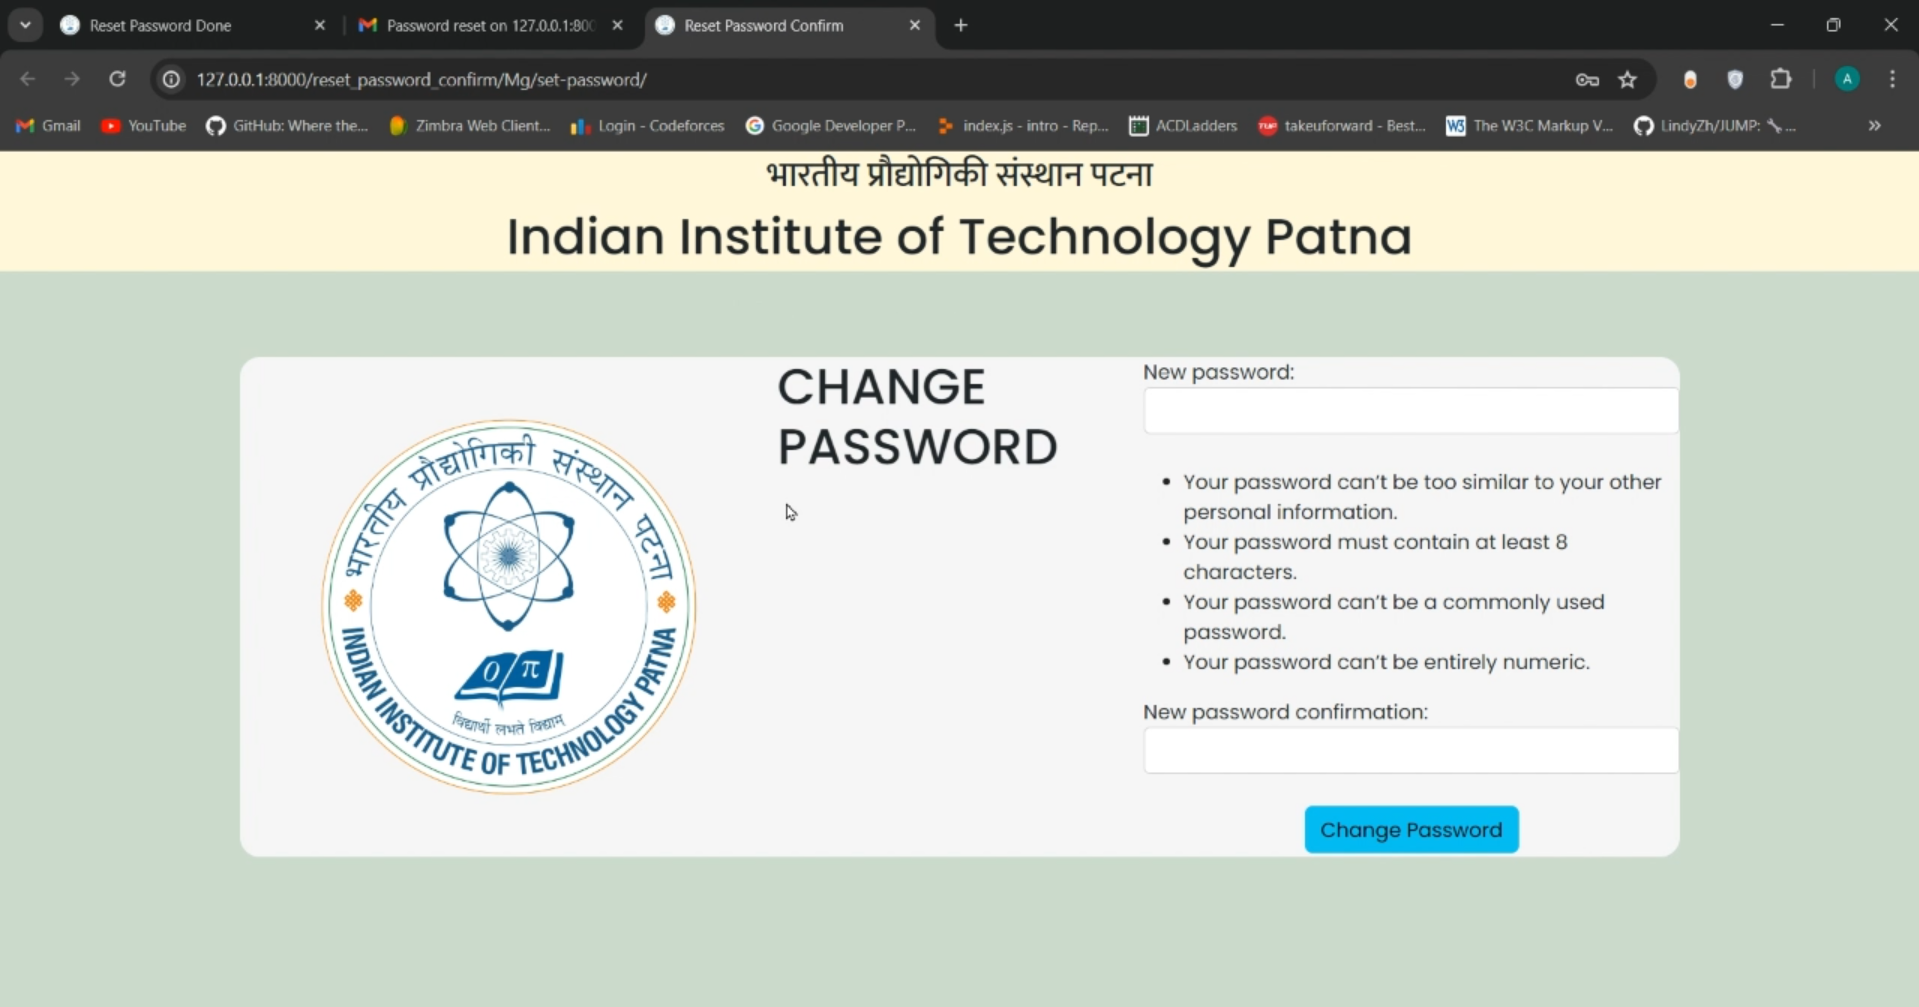 Reset Password Done
Password reset on 127.0.0.1:800
Reset Password Confirm
127.0.0.1:8000/reset_password_confirm/Mg/set-password/
A
Gmail
YouTube
GitHub: Where the...
Zimbra Web Client...
Login - Codeforces
Google Developer P...
index.js - intro - Rep...
ACDLadders
takeuforward - Best...
The W3C Markup V...
LindyZh/JUMP: 🔧...
भारतीय प्रौद्योगिकी संस्थान पटना
Indian Institute of Technology Patna
भारतीय प्रौद्योगिकी संस्थान पटना
0 π
विद्यार्थी लभते विद्याम्
INDIAN INSTITUTE OF TECHNOLOGY PATNA
CHANGE
PASSWORD
New password:
• Your password can't be too similar to your other
personal information.
• Your password must contain at least 8
characters.
• Your password can't be a commonly used
password.
• Your password can't be entirely numeric.
New password confirmation:
Change Password